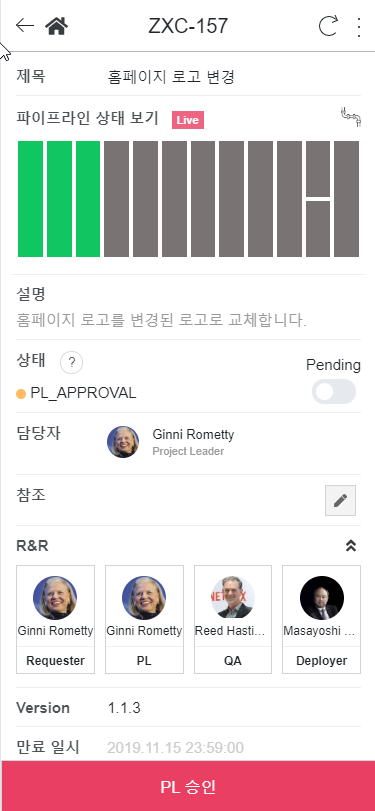 ZXC-157
제목 홈페이지 로고 변경
파이프라인 상태 보기 Live
설명
홈페이지 로고를 변경된 로고로 교체합니다.
상태 ? Pending
PL_APPROVAL
담당자 Ginni Rometty
Project Leader
참조
R&R
Ginni Rometty Ginni Rometty Reed Hasti... Masayoshi ...
Requester PL QA Deployer
Version 1.1.3
만료 일시 2019.11.15 23:59:00
PL 승인